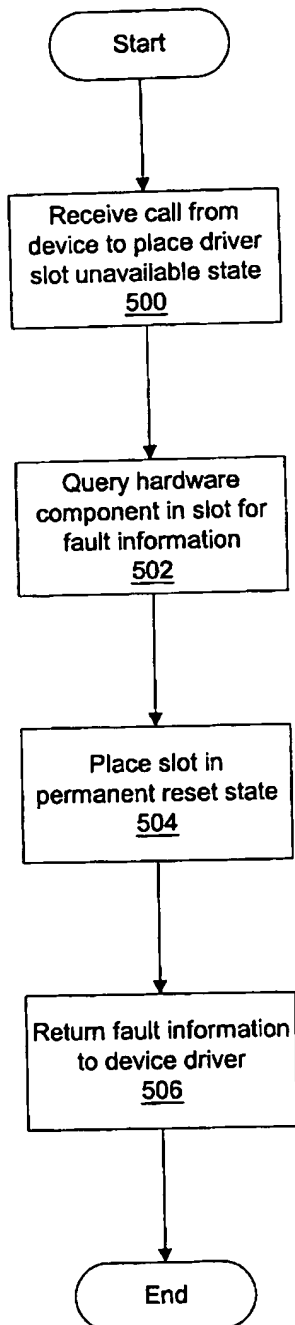 Start
Receive call from
device to place driver
slot unavailable state
500
Query hardware
component in slot for
fault information
502
Place slot in
permanent reset state
504
Return fault information
to device driver
506
End